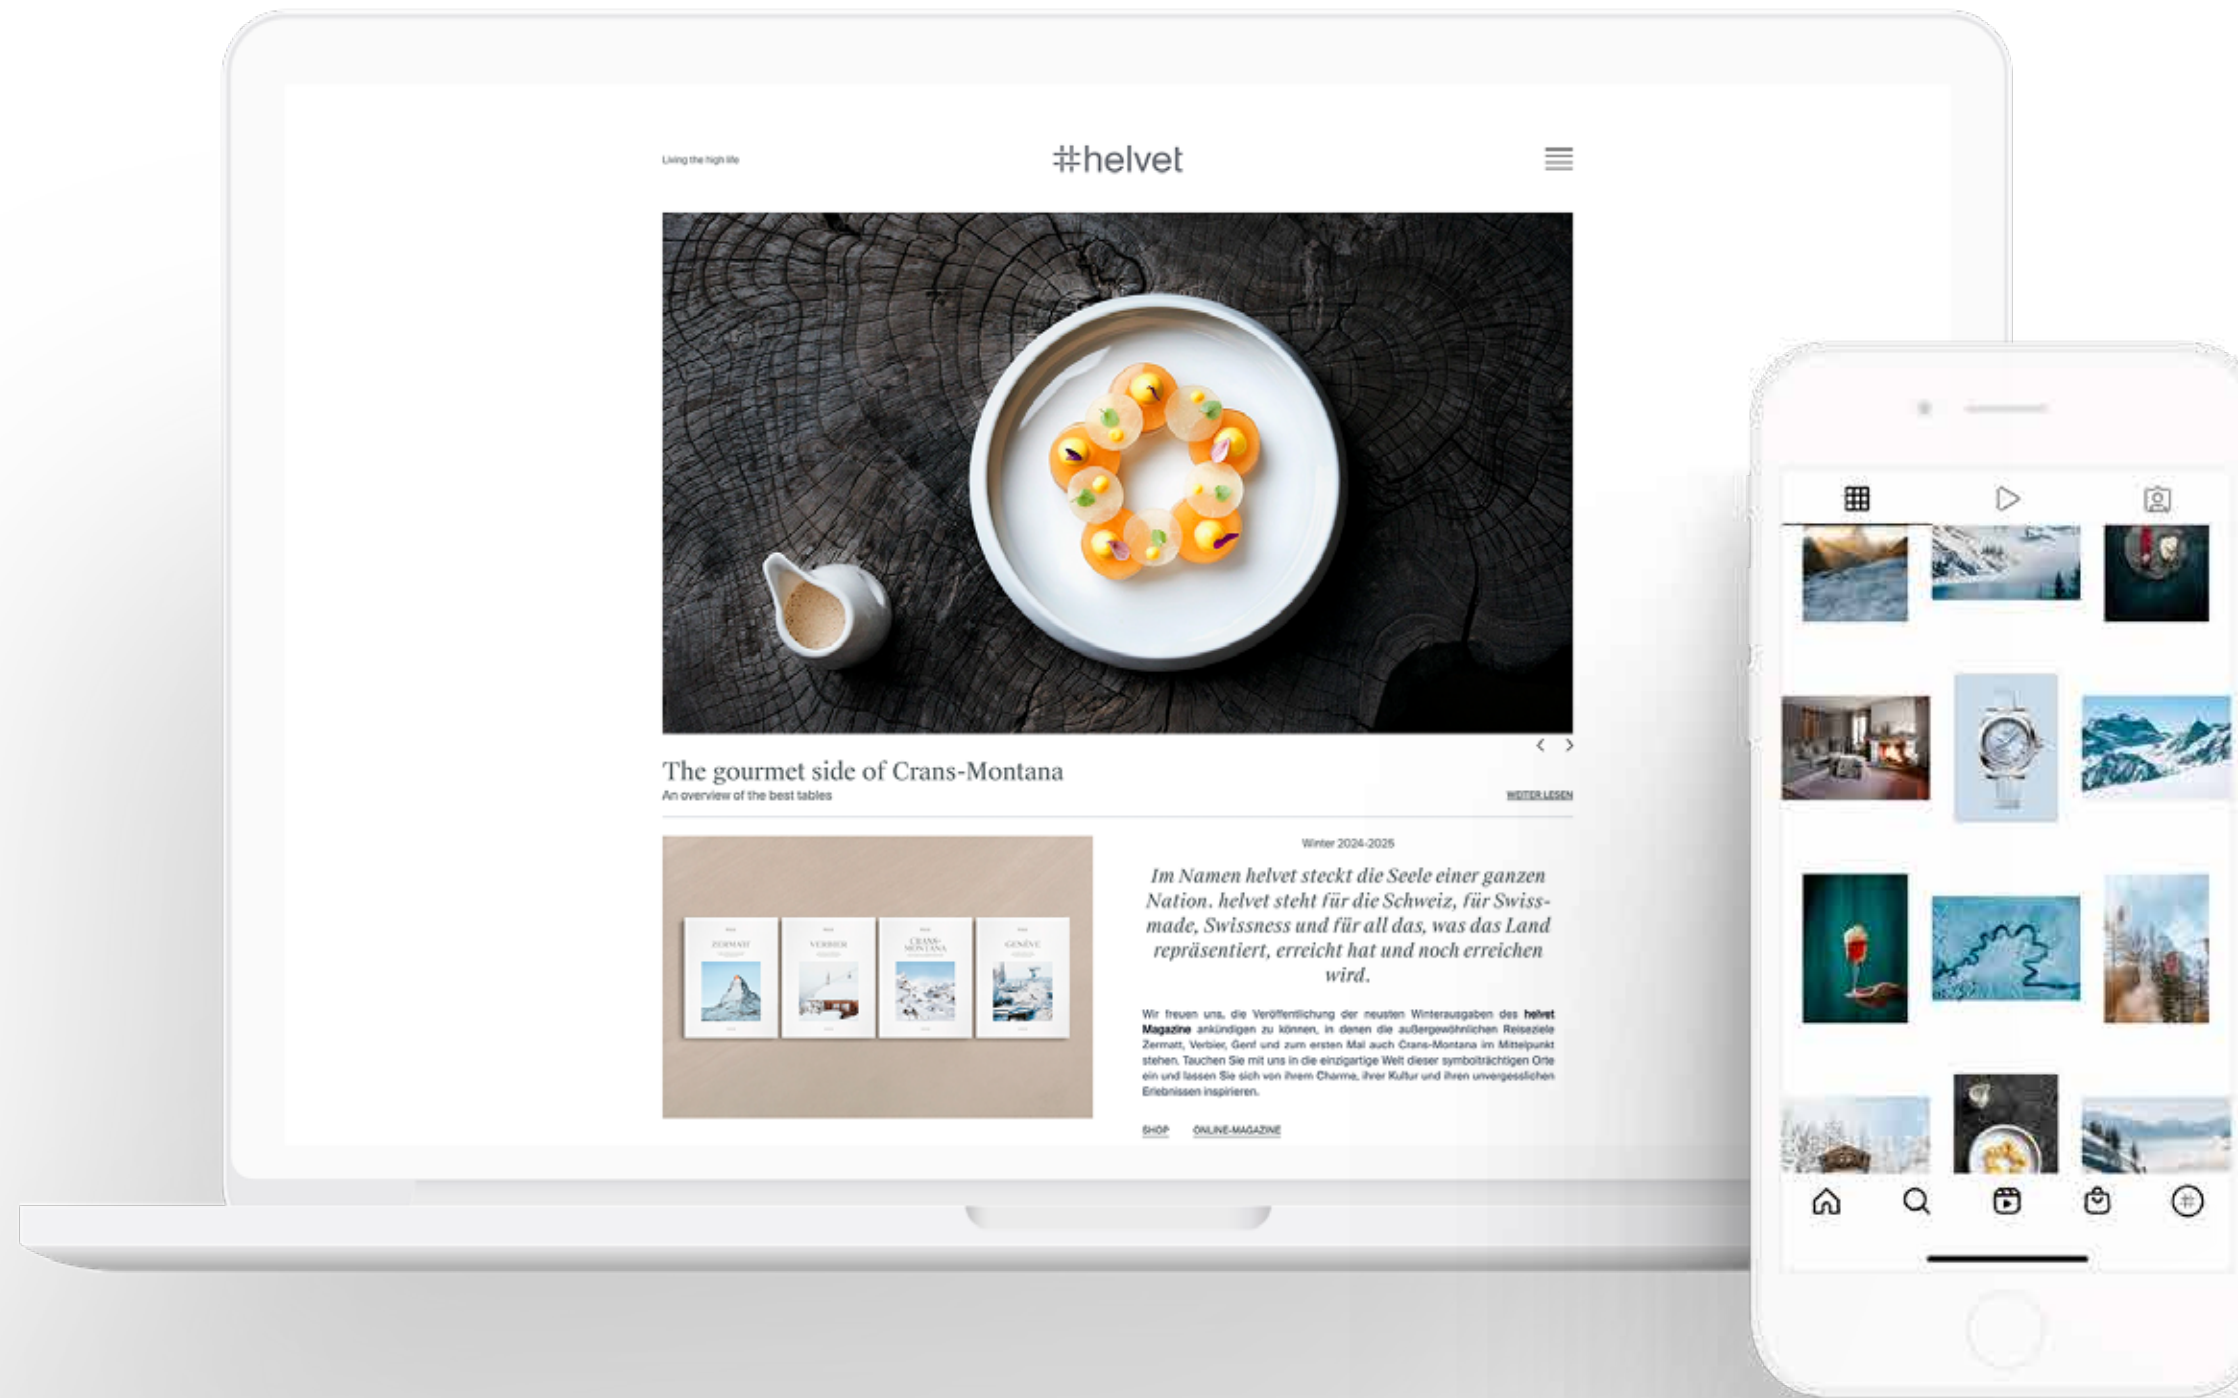 Living the high life
#helvet
The gourmet side of Crans-Montana
An overview of the best tables
WEITER LESEN
ZERMATT
VERBIER
CRANS-
MONTANA
GENÈVE
Winter 2024-2025
Im Namen helvet steckt die Seele einer ganzen
Nation. helvet steht für die Schweiz, für Swiss-
made, Swissness und für all das, was das Land
repräsentiert, erreicht hat und noch erreichen
wird.
Wir freuen uns, die Veröffentlichung der neusten Winterausgaben des helvet
Magazine ankündigen zu können, in denen die außergewöhnlichen Reiseziele
Zermatt, Verbier, Genf und zum ersten Mal auch Crans-Montana im Mittelpunkt
stehen. Tauchen Sie mit uns in die einzigartige Welt dieser symbolträchtigen Orte
ein und lassen Sie sich von ihrem Charme, ihrer Kultur und ihren unvergesslichen
Erlebnissen inspirieren.
SHOP
ONLINE-MAGAZINE